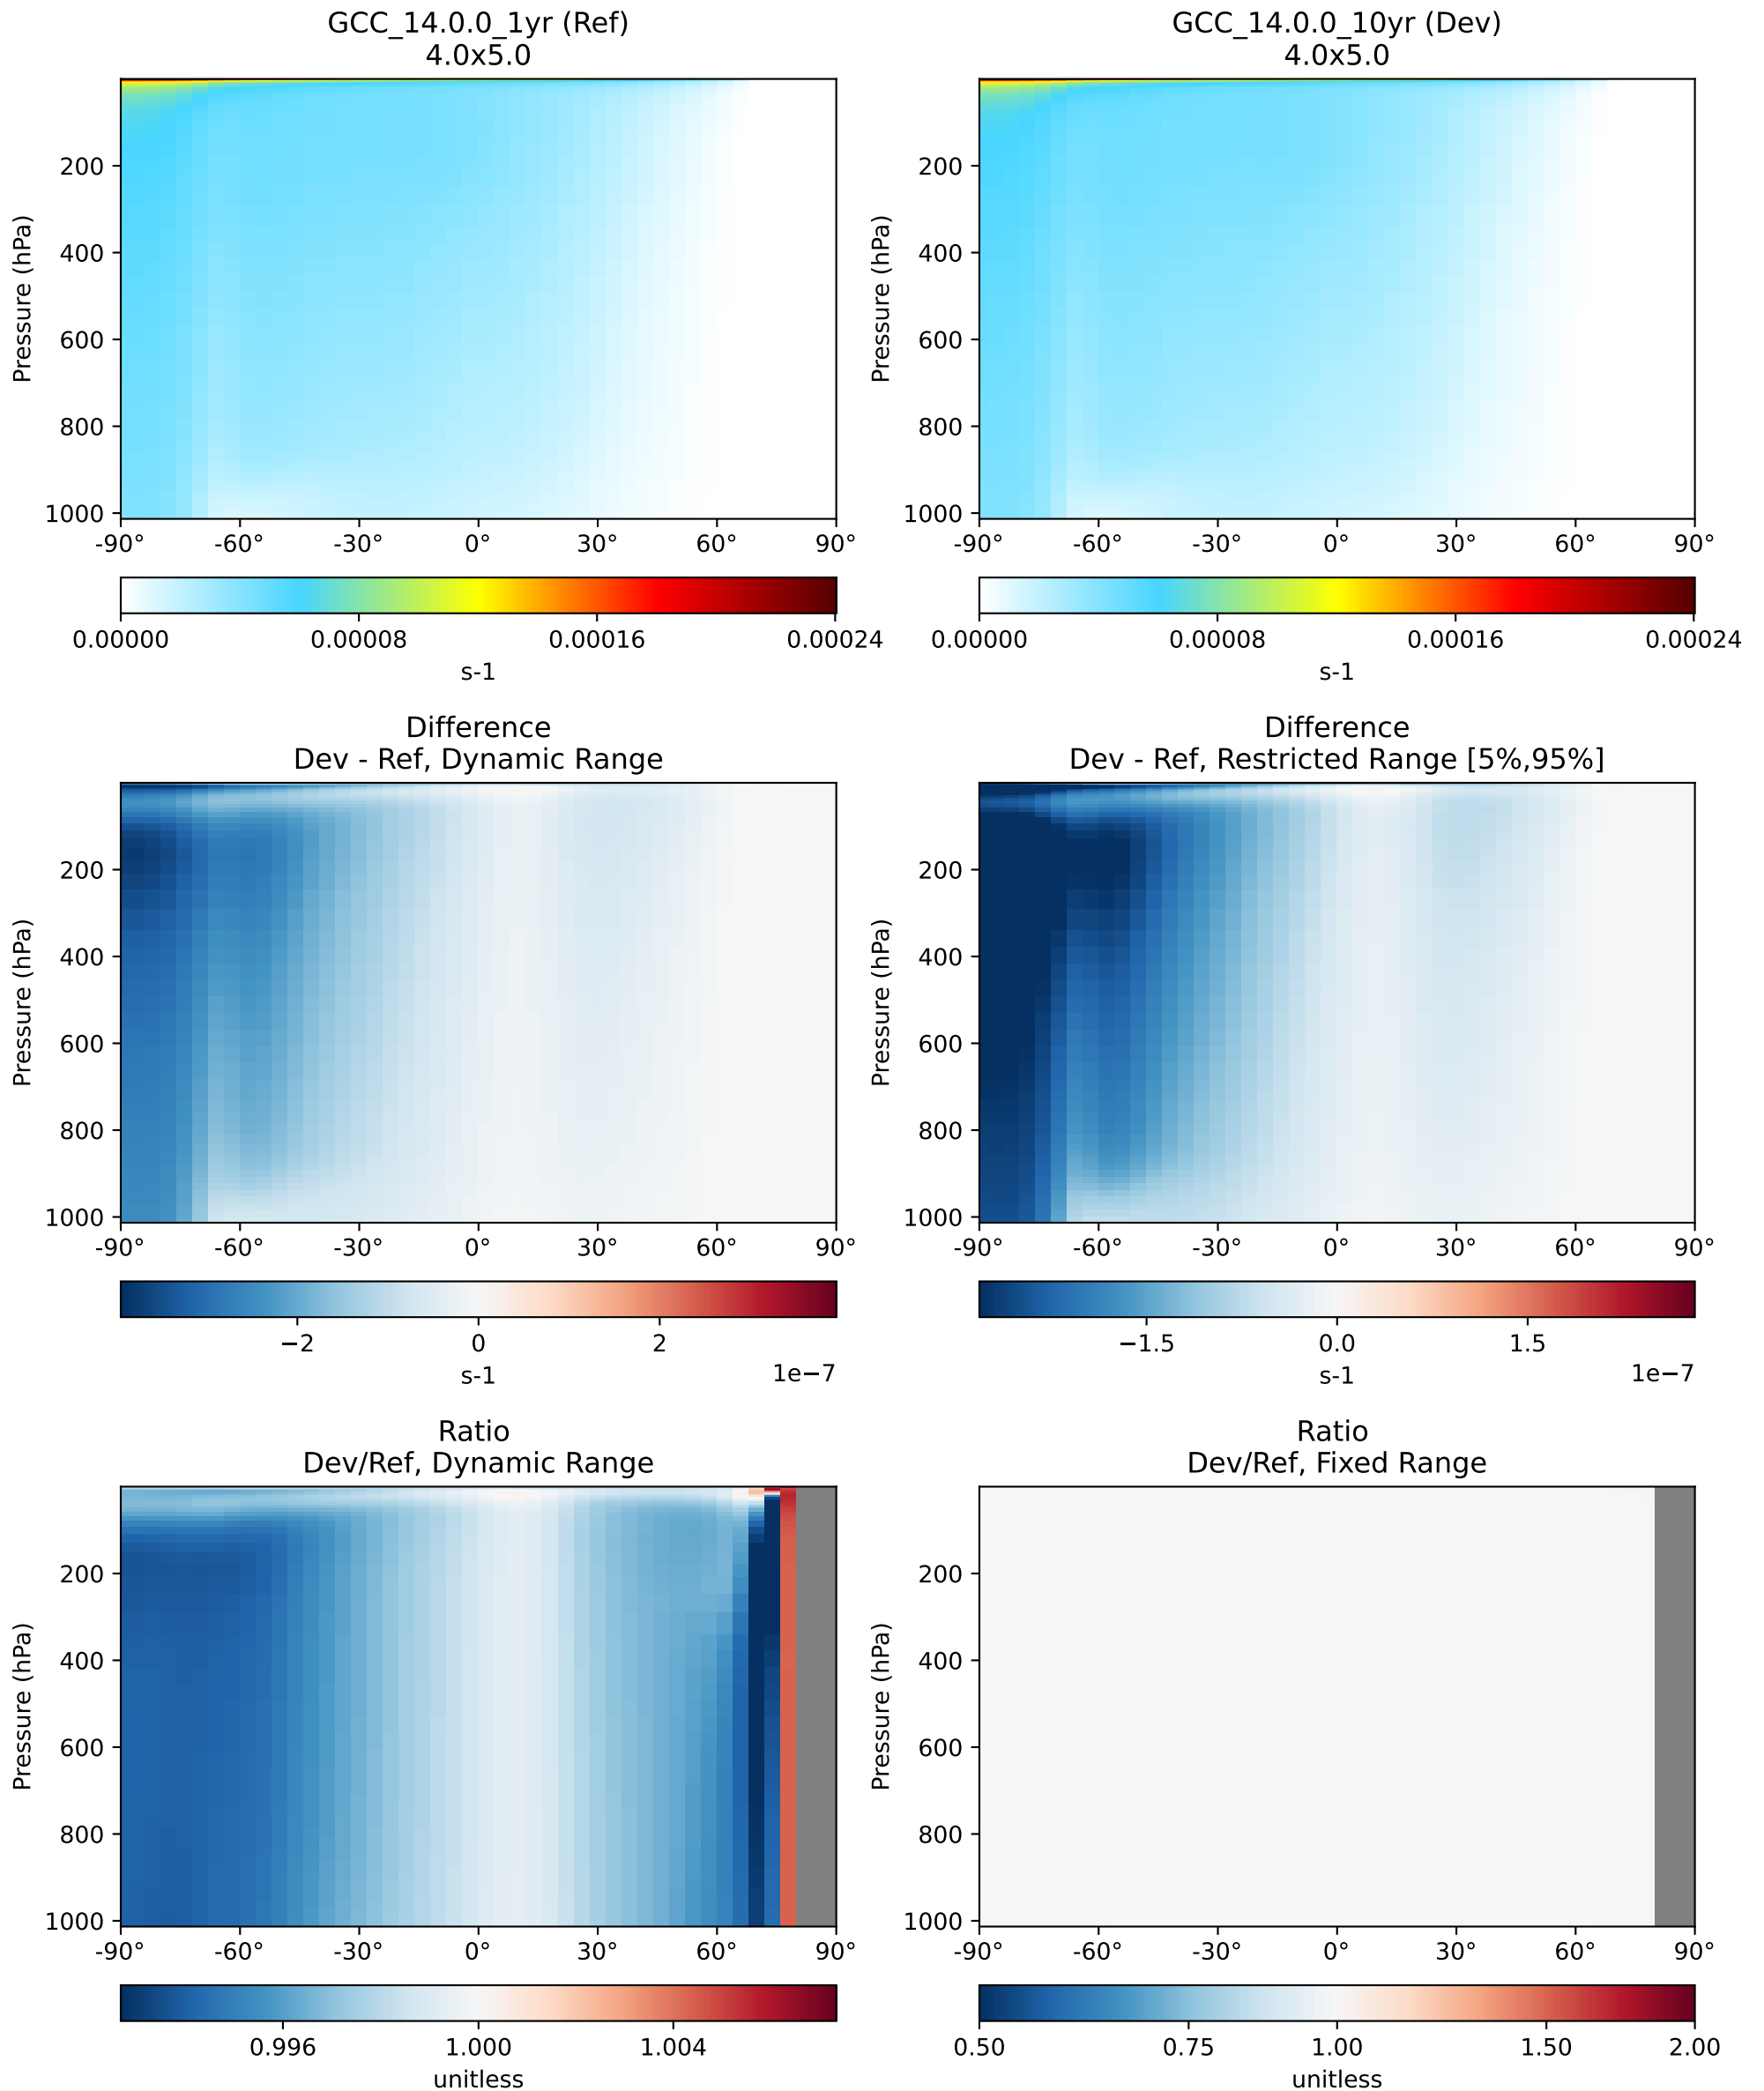 GCC_14.0.0_1yr (Ref)
4.0x5.0
Pressure (hPa)
200
400
600
800
1000
-90° -60° -30° 0° 30° 60° 90°
0.00000 0.00008 0.00016 0.00024
s-1
GCC_14.0.0_10yr (Dev)
4.0x5.0
Pressure (hPa)
200
400
600
800
1000
-90° -60° -30° 0° 30° 60° 90°
0.00000 0.00008 0.00016 0.00024
s-1
Difference
Dev - Ref, Dynamic Range
Pressure (hPa)
200
400
600
800
1000
-90° -60° -30° 0° 30° 60° 90°
−2 0 2
s-1 1e−7
Difference
Dev - Ref, Restricted Range [5%,95%]
Pressure (hPa)
200
400
600
800
1000
-90° -60° -30° 0° 30° 60° 90°
−1.5 0.0 1.5
s-1 1e−7
Ratio
Dev/Ref, Dynamic Range
Pressure (hPa)
200
400
600
800
1000
-90° -60° -30° 0° 30° 60° 90°
0.996 1.000 1.004
unitless
Ratio
Dev/Ref, Fixed Range
Pressure (hPa)
200
400
600
800
1000
-90° -60° -30° 0° 30° 60° 90°
0.50 0.75 1.00 1.50 2.00
unitless